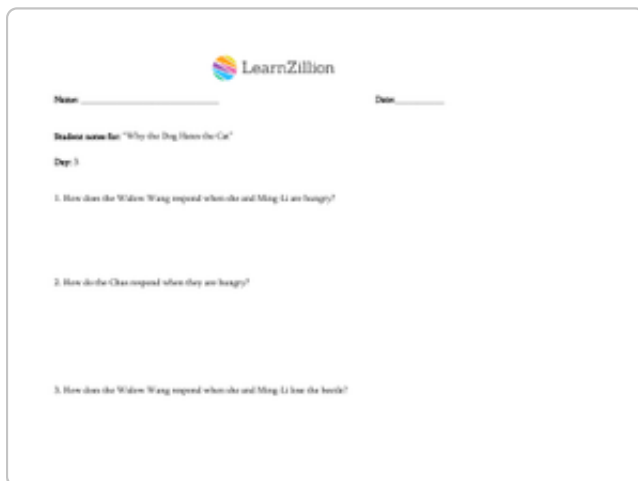 LearnZillion
Name: ____________________ Date: ________
Student notes for: "Why the Dog Hates the Cat"
Day: 3
1. How does the Widow Wang respond when she and Ming-Li are hungry?
2. How do the Chas respond when they are hungry?
3. How does the Widow Wang respond when she and Ming-Li lose the bottle?